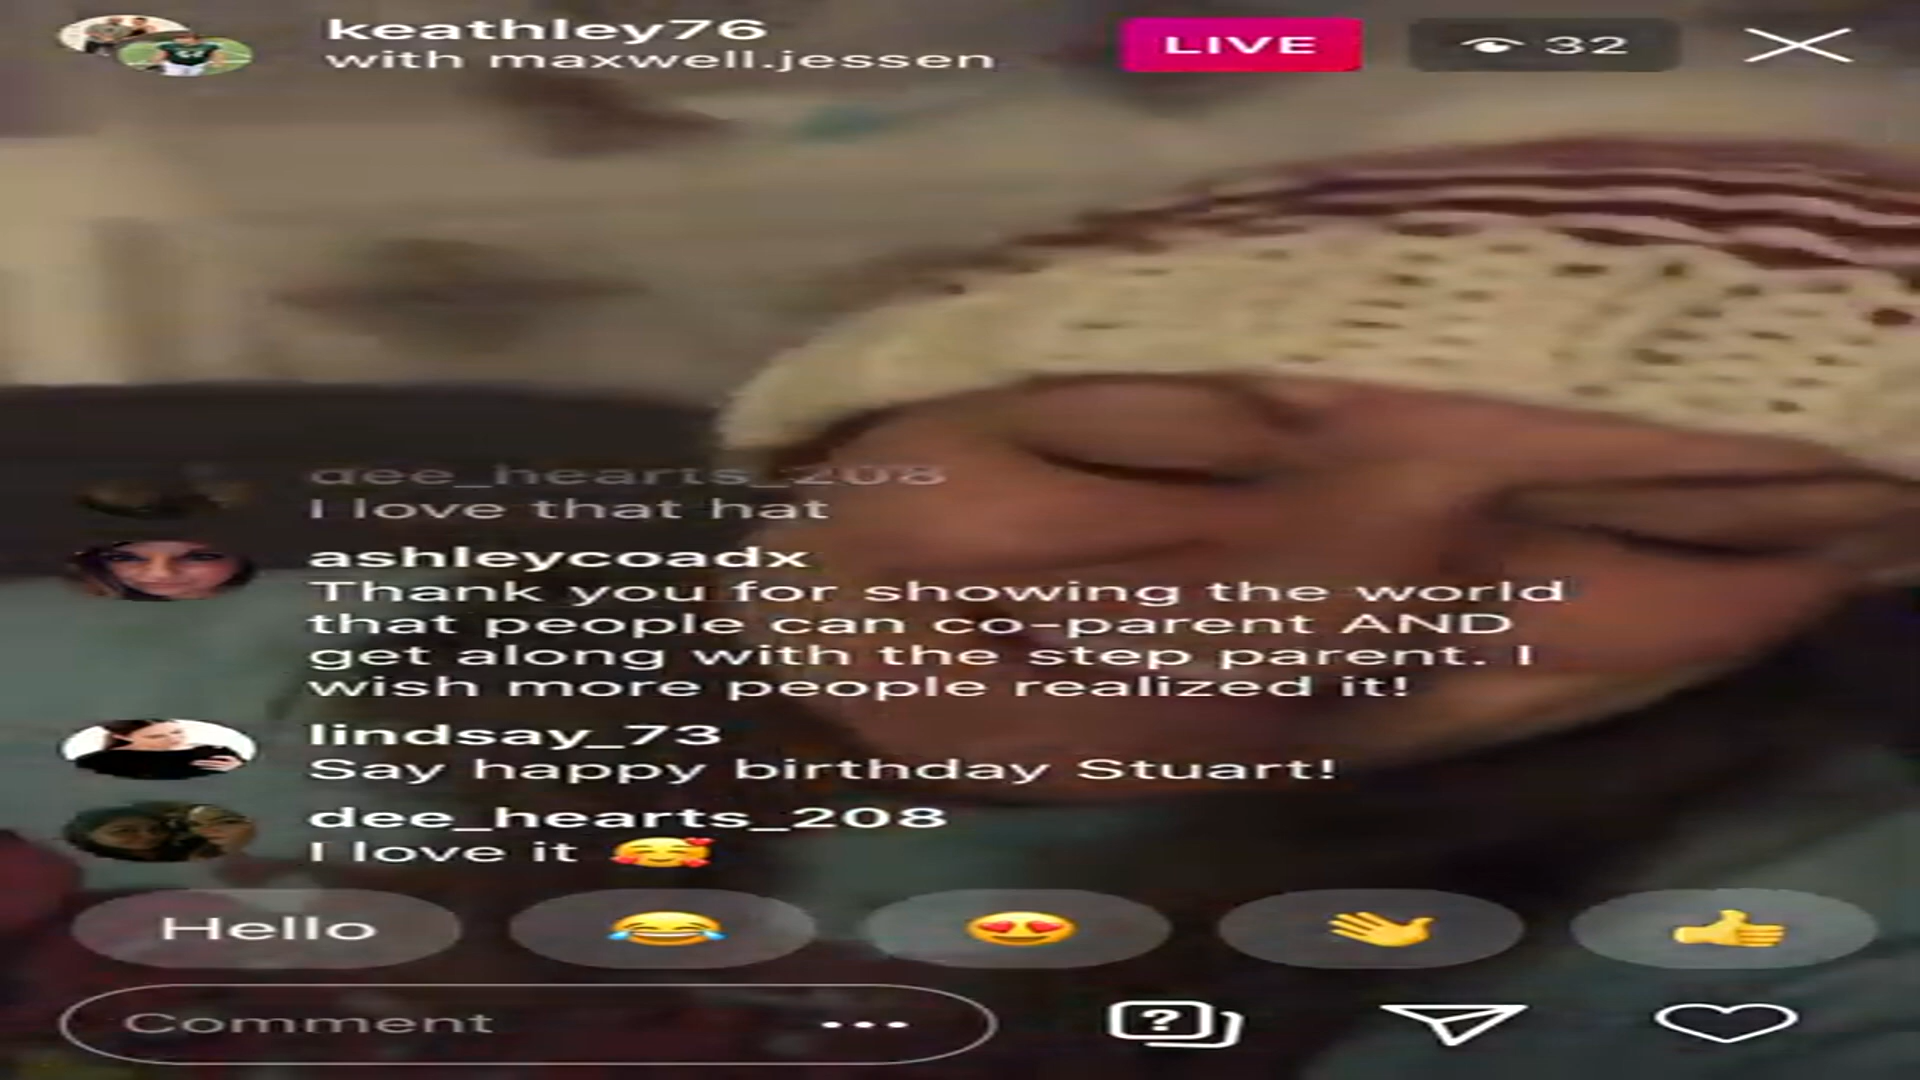 keathley76
with maxwell.jessen
LIVE
32
dee_hearts_208
I love that hat
ashleycoadx
Thank you for showing the world
that people can co-parent AND
get along with the step parent. I
wish more people realized it!
lindsay_73
Say happy birthday Stuart!
dee_hearts_208
I love it 🥰
Hello
Comment